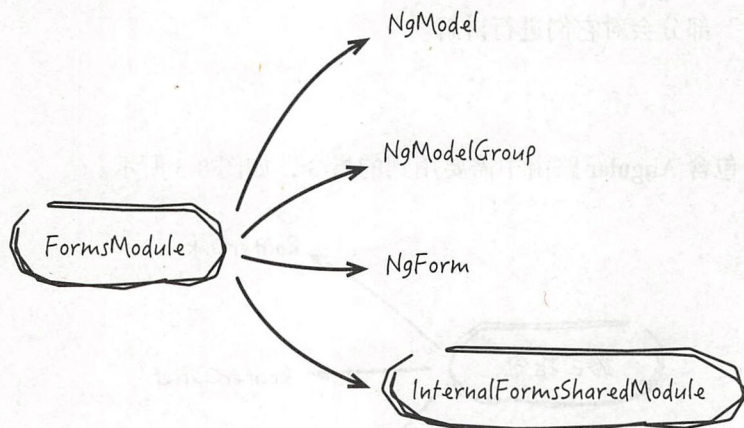 NgModel
NgModelGroup
FormsModule
NgForm
InternalFormsSharedModule